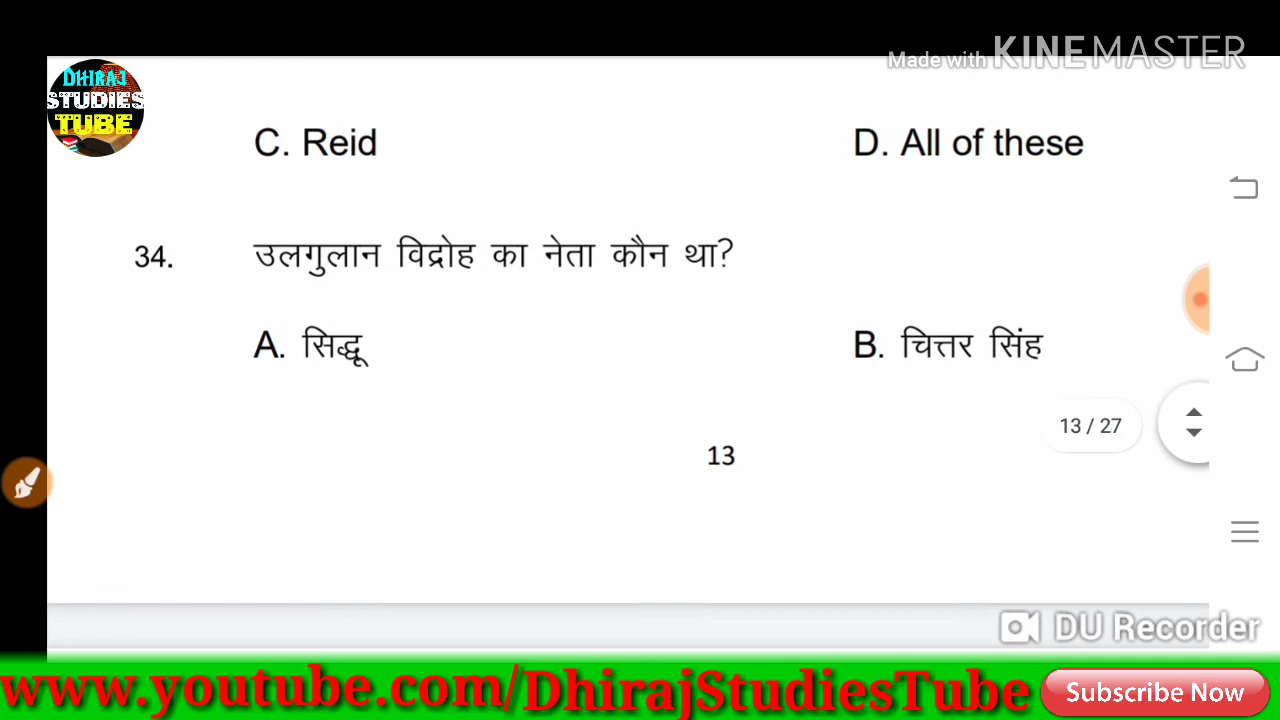 Made with KINEMASTER
DHIRAJ
STUDIES
TUBE
C. Reid
D. All of these
34. उलगुलान विद्रोह का नेता कौन था?
A. सिद्धू
B. चित्तर सिंह
13 / 27
13
DU Recorder
www.youtube.com/DhirajStudiesTube
Subscribe Now